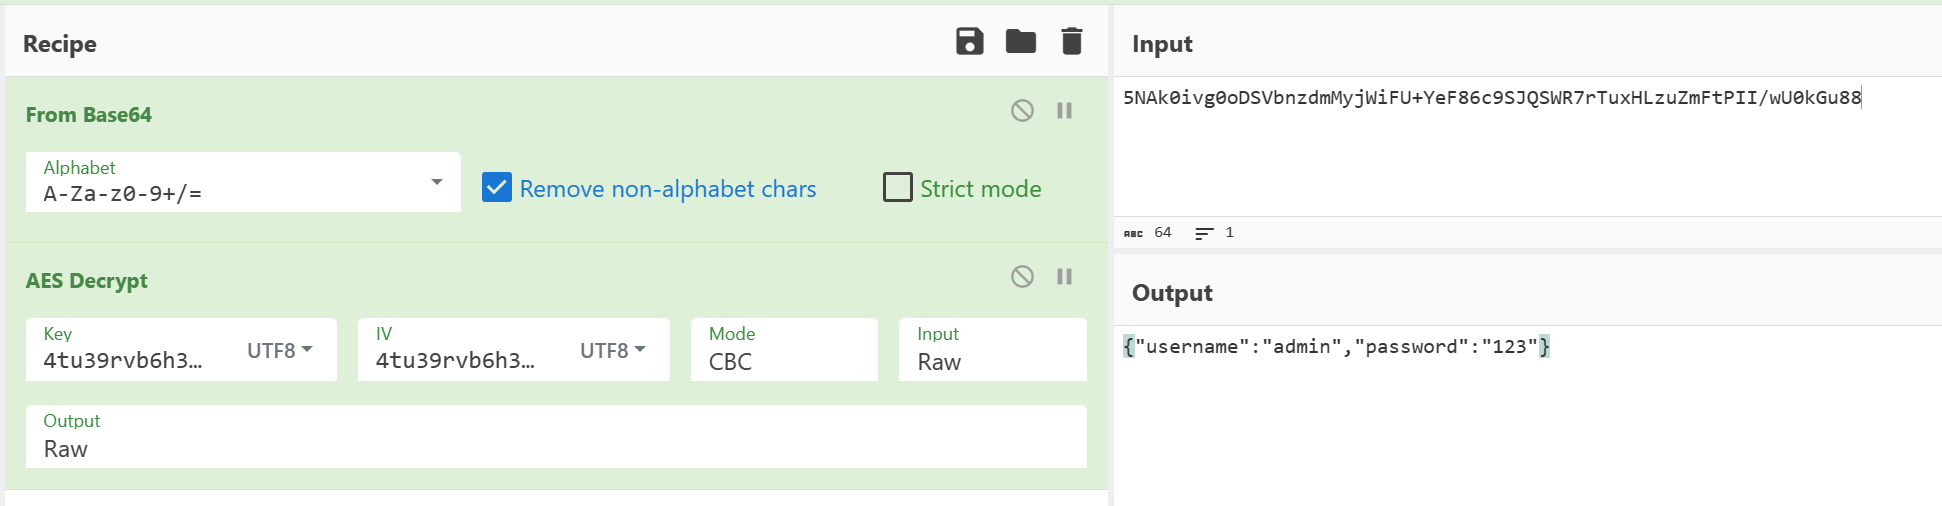 Recipe
From Base64
Alphabet
A-Za-z0-9+/=
Remove non-alphabet chars
Strict mode
AES Decrypt
Key
4tu39rvb6h3...
UTF8
IV
4tu39rvb6h3...
UTF8
Mode
CBC
Input
Raw
Output
Raw
Input
5NAk0ivg0oDSVbnzdmMyjWiFU+YeF86c9SJQSWR7rTuxHLzuZmFtPII/wU0kGu88
ABC 64 1
Output
{"username":"admin","password":"123"}